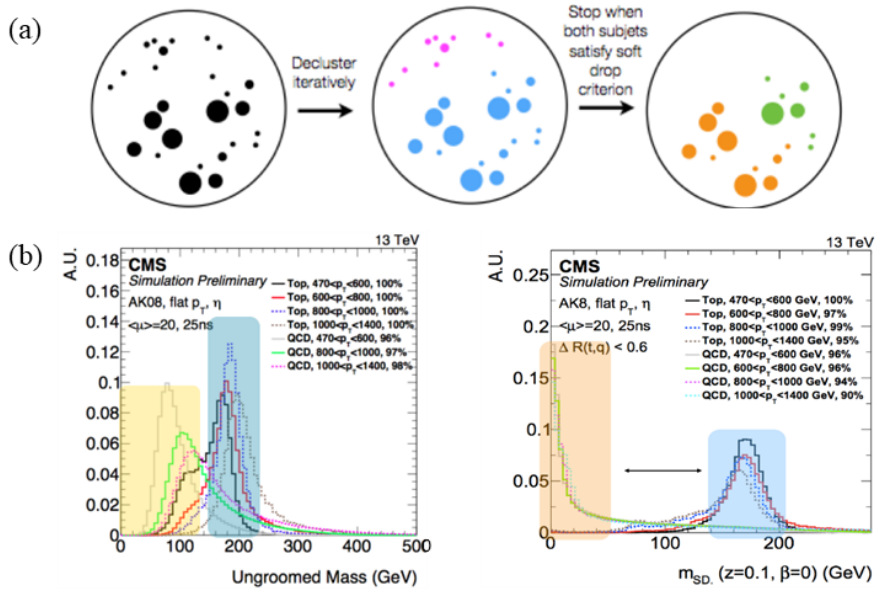 (a)
Decluster
iteratively
Stop when
both subjets
satisfy soft
drop
criterion
(b)
13 TeV
A.U.
0.18
0.16
0.14
0.12
0.1
0.08
0.06
0.04
0.02
0
0
100
200
300
400
500
CMS
Simulation Preliminary
AK08, flat pT, η
<μ>=20, 25ns
Top, 470<pT<600, 100%
Top, 600<pT<800, 100%
Top, 800<pT<1000, 100%
Top, 1000<pT<1400, 100%
QCD, 470<pT<600, 96%
QCD, 800<pT<1000, 97%
QCD, 1000<pT<1400, 98%
Ungroomed Mass (GeV)
13 TeV
A.U.
0.25
0.2
0.15
0.1
0.05
0
0
100
200
CMS
Simulation Preliminary
AK8, flat pT, η
<μ>=20, 25ns
Δ R(t,q) < 0.6
Top, 470<pT<600 GeV, 100%
Top, 600<pT<800 GeV, 97%
Top, 800<pT<1000 GeV, 99%
Top, 1000<pT<1400 GeV, 95%
QCD, 470<pT<600 GeV, 96%
QCD, 600<pT<800 GeV, 96%
QCD, 800<pT<1000 GeV, 94%
QCD, 1000<pT<1400 GeV, 90%
mSD. (z=0.1, β=0) (GeV)